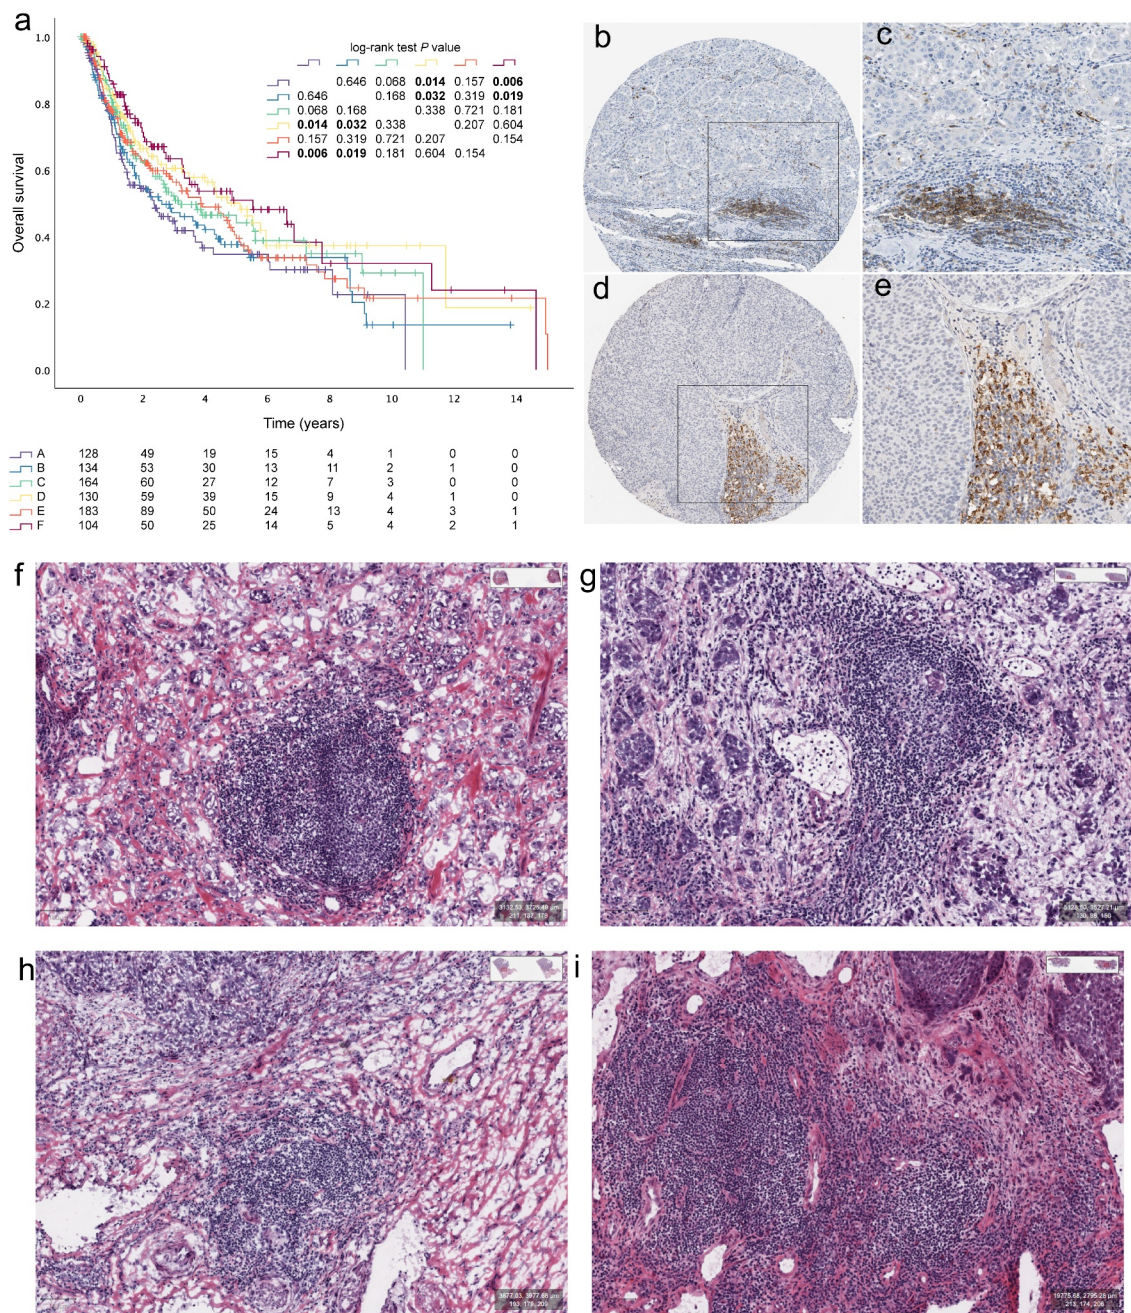 a
b
c
log-rank test P value
0.646 0.068 0.014 0.157 0.006
0.646 0.168 0.032 0.319 0.019
0.068 0.168 0.338 0.721 0.181
0.014 0.032 0.338 0.207 0.604
0.157 0.319 0.721 0.207 0.154
0.006 0.019 0.181 0.604 0.154
Overall survival
1.0
0.8
0.6
0.4
0.2
0.0
0 2 4 6 8 10 12 14
Time (years)
A 128 49 19 15 4 1 0 0
B 134 53 30 13 11 2 1 0
C 164 60 27 12 7 3 0 0
D 130 59 39 15 9 4 1 0
E 183 89 50 24 13 4 3 1
F 104 50 25 14 5 4 2 1
d
e
f
g
h
i